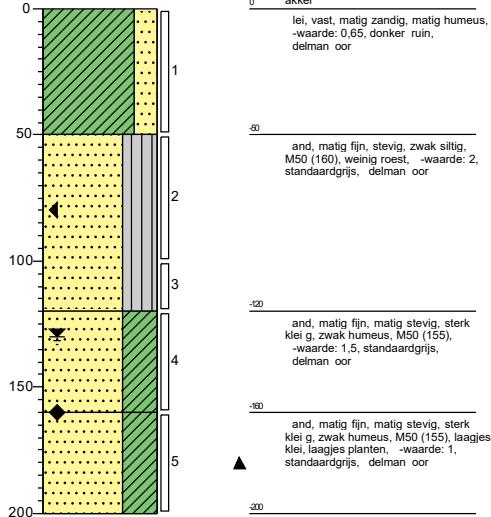 0
akker
0
lei, vast, matig zandig, matig humeus,
-waarde: 0,65, donker ruin,
delman oor
1
50
-50
and, matig fijn, stevig, zwak siltig,
M50 (160), weinig roest, -waarde: 2,
standaardgrijs, delman oor
2
100
3
-120
and, matig fijn, matig stevig, sterk
klei g, zwak humeus, M50 (155),
-waarde: 1,5, standaardgrijs,
delman oor
4
150
-160
and, matig fijn, matig stevig, sterk
klei g, zwak humeus, M50 (155), laagjes
klei, laagjes planten, -waarde: 1,
standaardgrijs, delman oor
5
200
-200